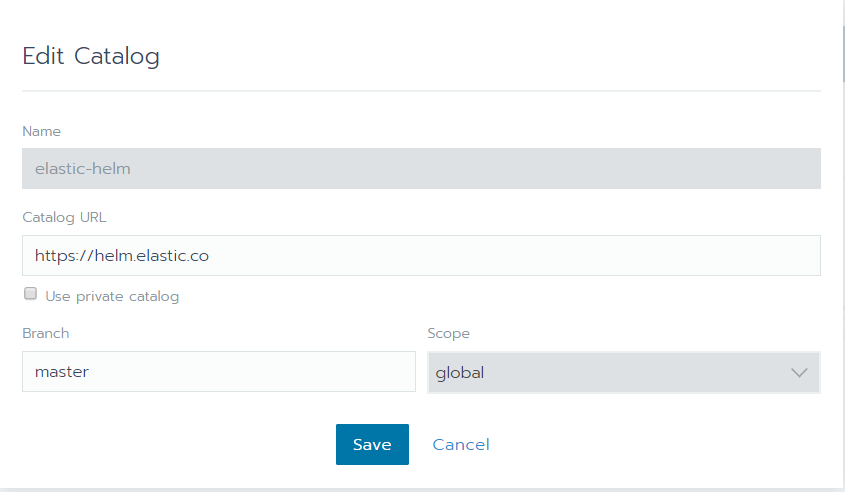 Edit Catalog
Name
elastic-helm
Catalog URL
https://helm.elastic.co
Use private catalog
Branch
Scope
master
global
Save
Cancel